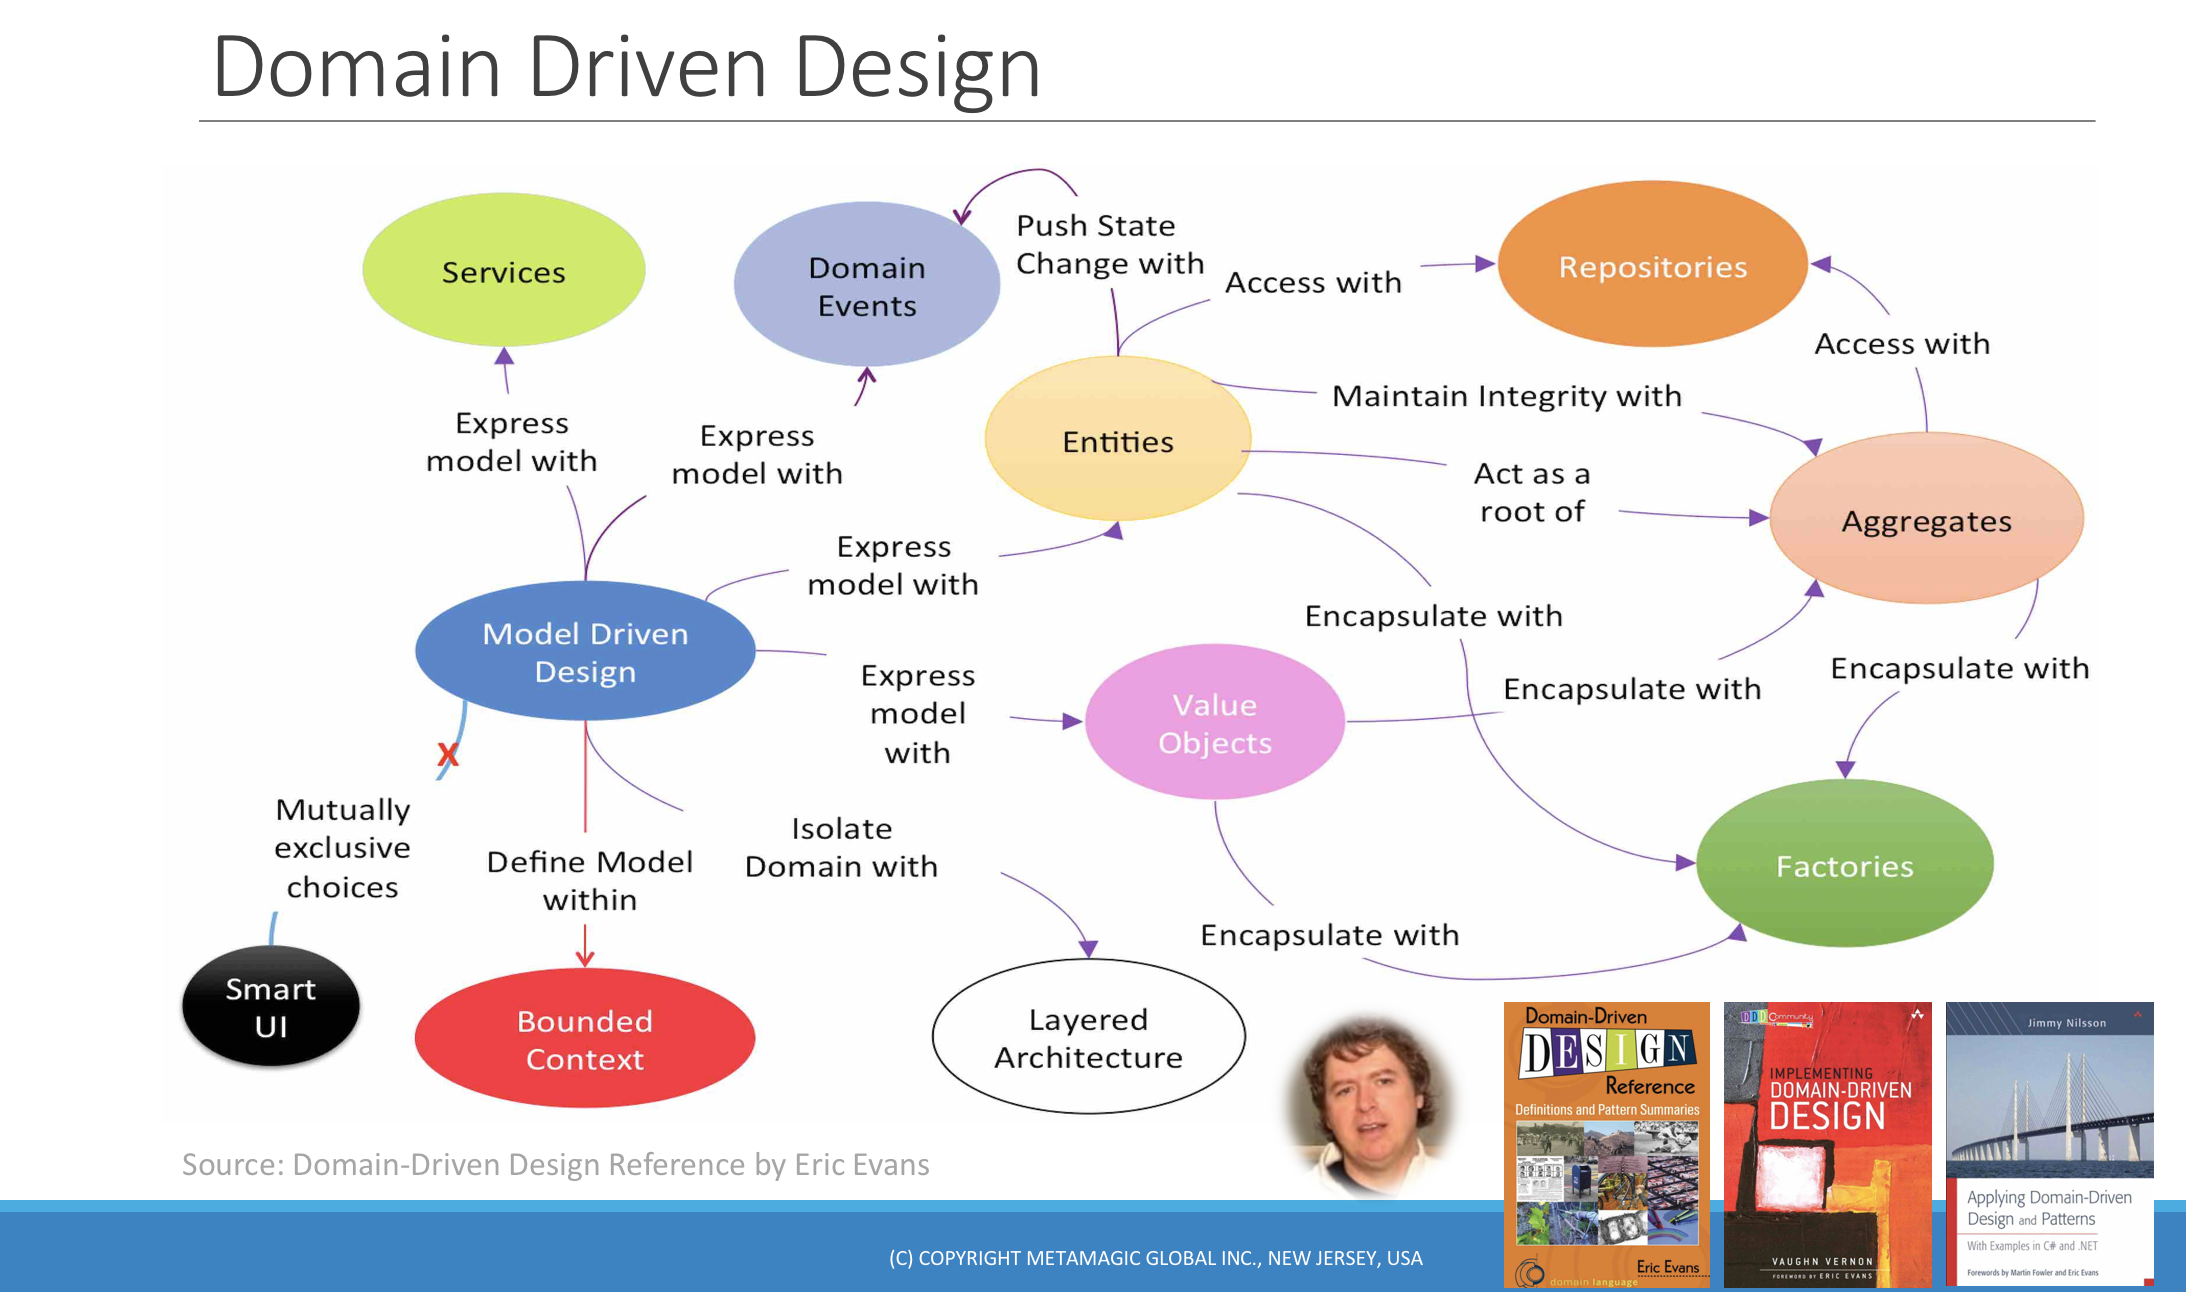 Domain Driven Design
Services
Domain
Events
Push State
Change with
Access with
Repositories
Access with
Express
model with
Express
model with
Entities
Maintain Integrity with
Act as a
root of
Aggregates
Express
model with
Model Driven
Design
Encapsulate with
Express
model
with
Value
Objects
Encapsulate with
Encapsulate with
X
Mutually
exclusive
choices
Define Model
within
Isolate
Domain with
Encapsulate with
Factories
Smart
UI
Bounded
Context
Layered
Architecture
Source: Domain-Driven Design Reference by Eric Evans
(C) COPYRIGHT METAMAGIC GLOBAL INC., NEW JERSEY, USA
Domain-Driven
DESIGN
Reference
Definitions and Pattern Summaries
Eric Evans
domain language
DDD Community
IMPLEMENTING
DOMAIN-DRIVEN
DESIGN
VAUGHN VERNON
FOREWORD BY ERIC EVANS
Jimmy Nilsson
Applying Domain-Driven
Design and Patterns
With Examples in C# and .NET
Forewords by Martin Fowler and Eric Evans